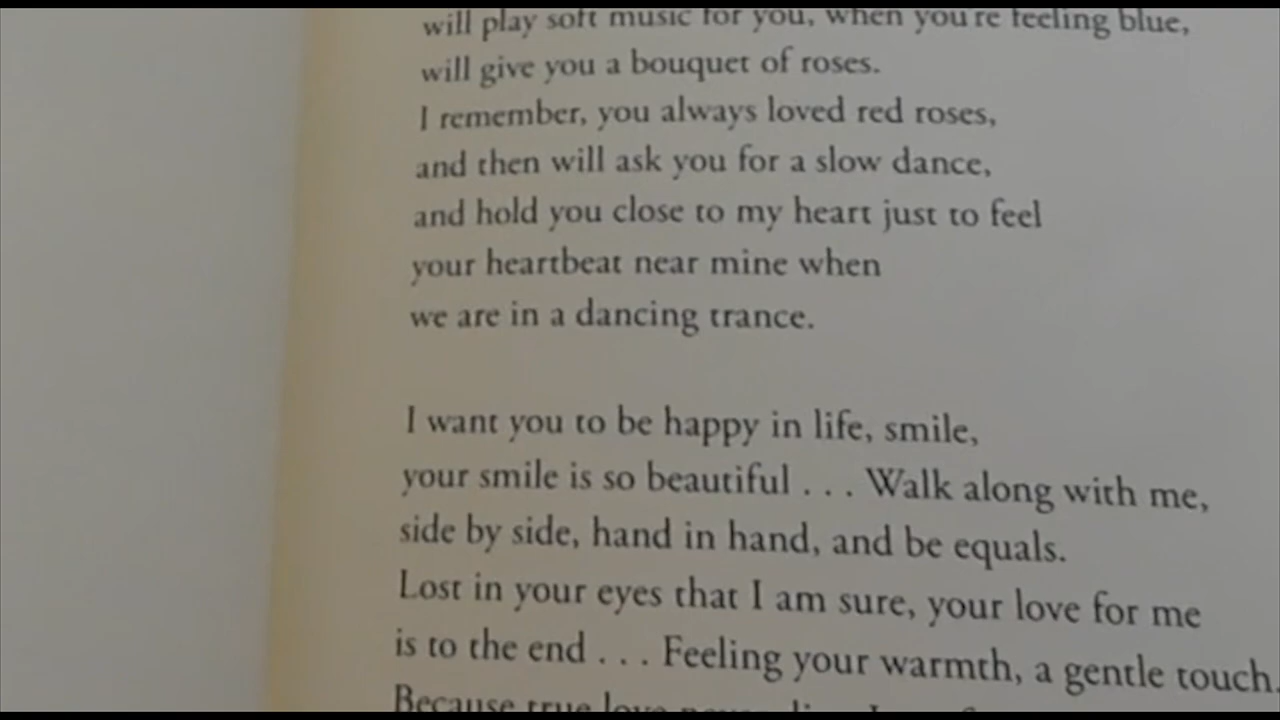 will play soft music for you, when you're feeling blue,
will give you a bouquet of roses.
I remember, you always loved red roses,
and then will ask you for a slow dance,
and hold you close to my heart just to feel
your heartbeat near mine when
we are in a dancing trance.
I want you to be happy in life, smile,
your smile is so beautiful . . . Walk along with me,
side by side, hand in hand, and be equals.
Lost in your eyes that I am sure, your love for me
is to the end . . . Feeling your warmth, a gentle touch.
Because true love